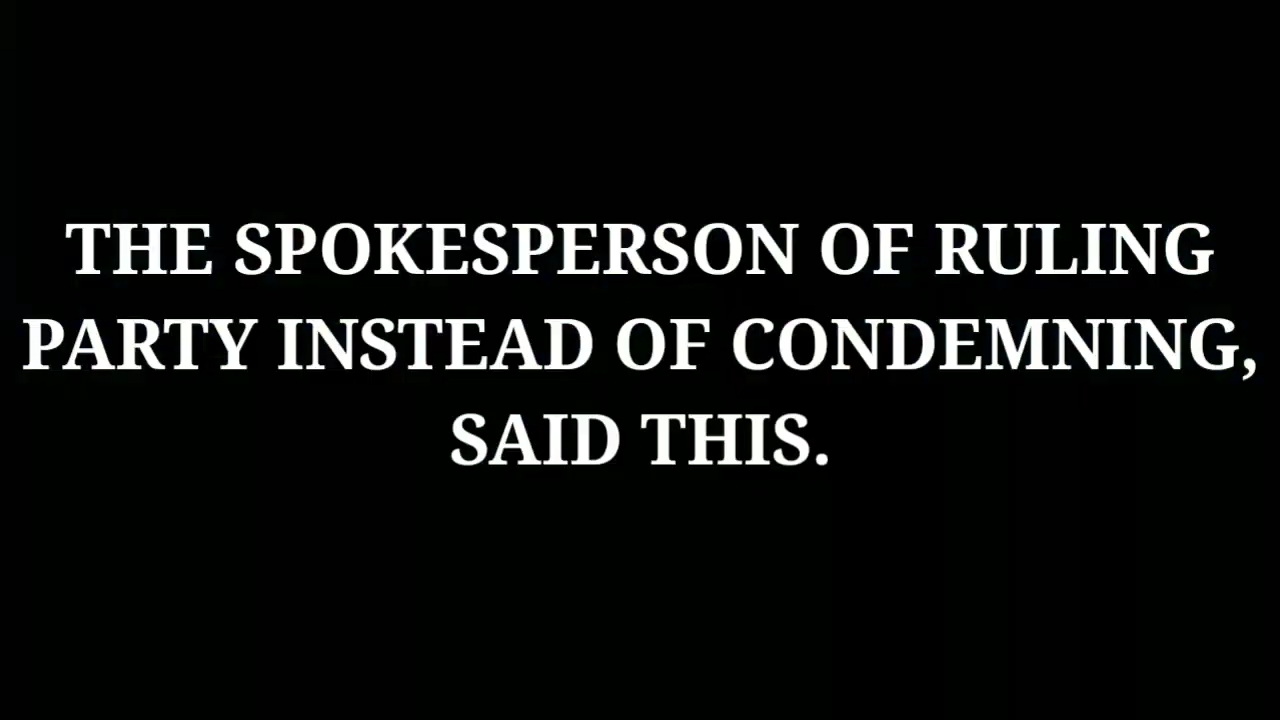 THE SPOKESPERSON OF RULING
PARTY INSTEAD OF CONDEMNING,
SAID THIS.